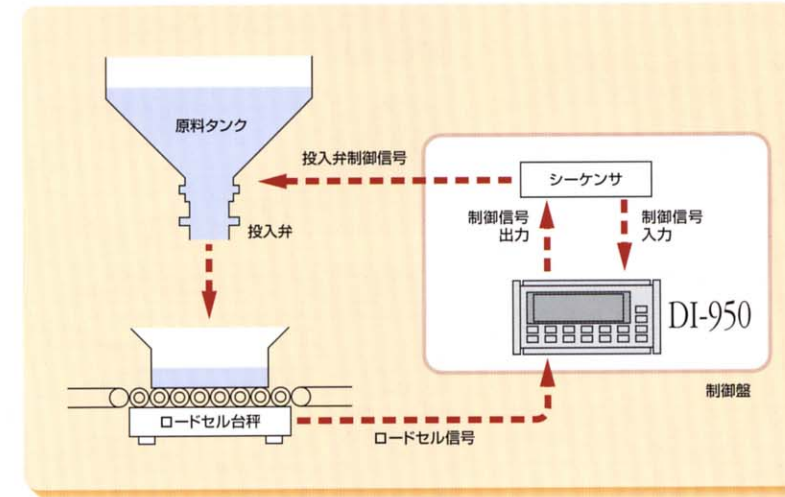 原料タンク
投入弁制御信号
シーケンサ
投入弁
制御信号
出力
制御信号
入力
DI-950
制御盤
ロードセル台秤
ロードセル信号